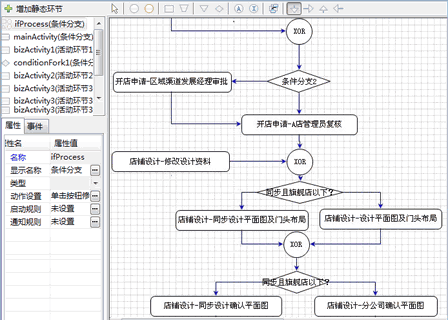 增加静态环节
ifProcess(条件分支)
mainActivity(活动环节)
bizActivity1(活动环节
conditionFork1(条件分
bizActivity2(活动环节2
bizActivity3(活动环节3
bizActivity3(活动环节3
属性 事件
属性名 属性值
名称 ifProcess
显示名称 条件分支
类型
动作设置 单击按钮修
启动规则 未设置
通知规则 未设置
XOR
条件分支2
开店申请-区域渠道发展经理审批
开店申请-A店管理员复核
店铺设计-修改设计资料
XOR
同步且旗舰店以下?
店铺设计-同步设计平面图及门头布局
店铺设计-设计平面图及门头布局
XOR
同步且旗舰店以下?
店铺设计-同步设计确认平面图
店铺设计-分公司确认平面图